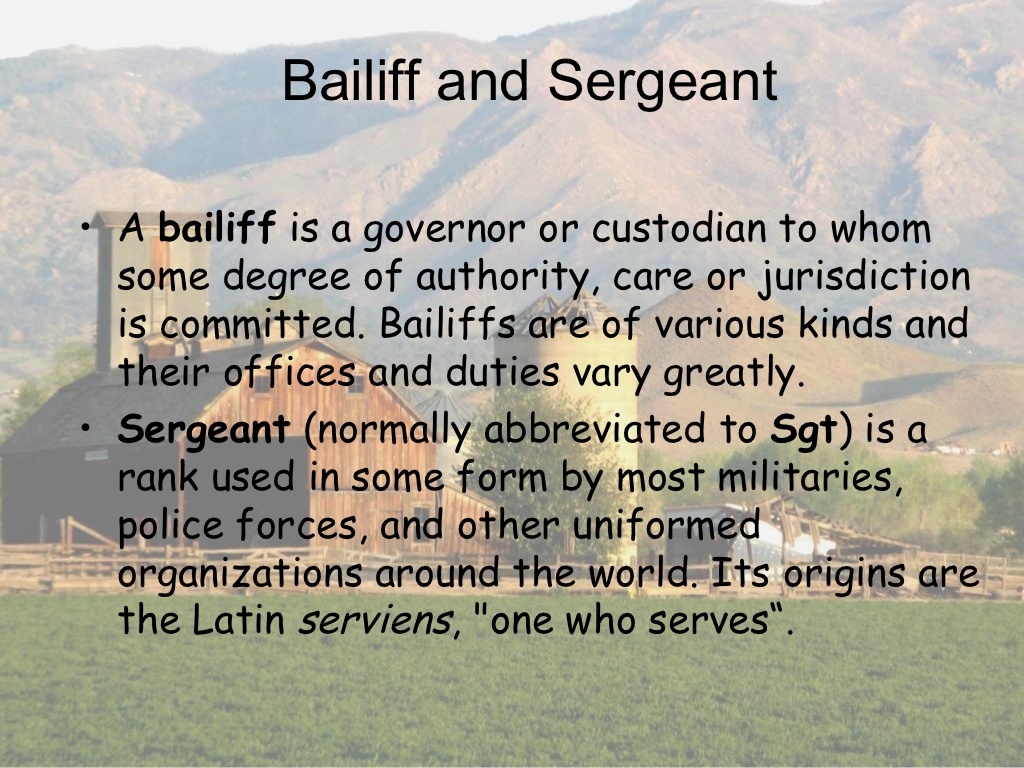 Bailiff and Sergeant
• A bailiff is a governor or custodian to whom
some degree of authority, care or jurisdiction
is committed. Bailiffs are of various kinds and
their offices and duties vary greatly.
• Sergeant (normally abbreviated to Sgt) is a
rank used in some form by most militaries,
police forces, and other uniformed
organizations around the world. Its origins are
the Latin serviens, "one who serves“.